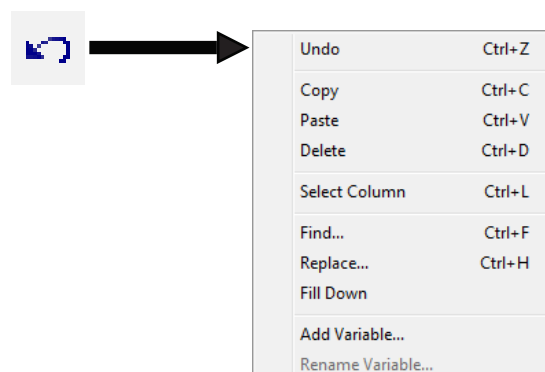 Undo Ctrl+Z
Copy Ctrl+C
Paste Ctrl+V
Delete Ctrl+D
Select Column Ctrl+L
Find... Ctrl+F
Replace... Ctrl+H
Fill Down
Add Variable...
Rename Variable...